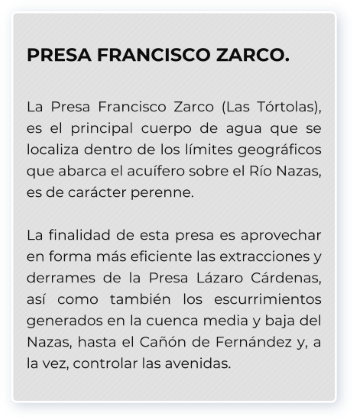 PRESA FRANCISCO ZARCO.
La Presa Francisco Zarco (Las Tórtolas),
es el principal cuerpo de agua que se
localiza dentro de los límites geográficos
que abarca el acuífero sobre el Río Nazas,
es de carácter perenne.
La finalidad de esta presa es aprovechar
en forma más eficiente las extracciones y
derrames de la Presa Lázaro Cárdenas,
así como también los escurrimientos
generados en la cuenca media y baja del
Nazas, hasta el Cañón de Fernández y, a
la vez, controlar las avenidas.